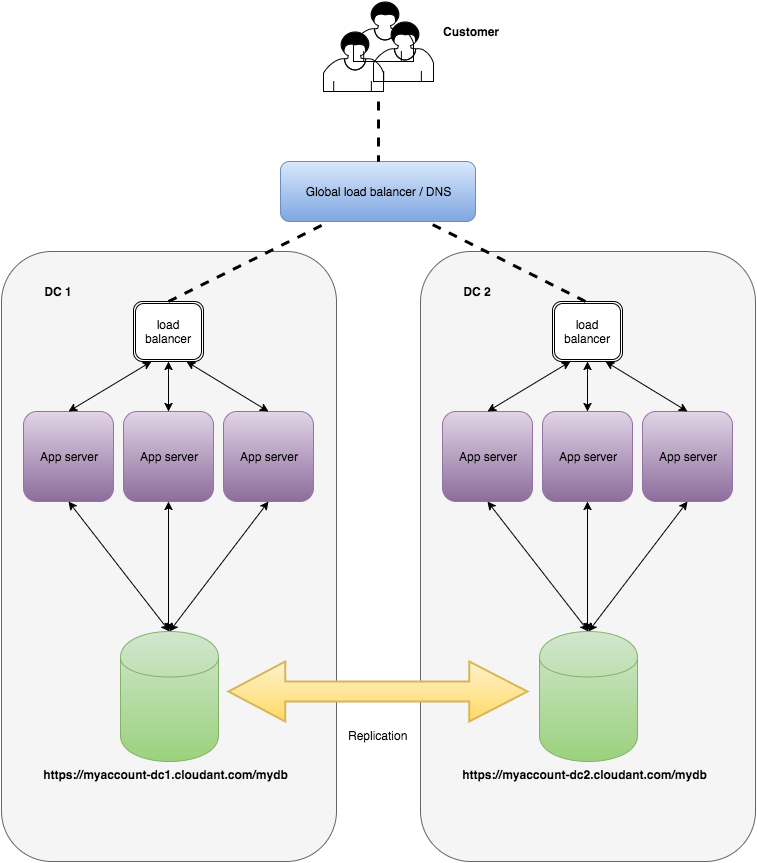 Customer
Global load balancer / DNS
DC 1
load
balancer
App server
App server
App server
https://myaccount-dc1.cloudant.com/mydb
DC 2
load
balancer
App server
App server
App server
https://myaccount-dc2.cloudant.com/mydb
Replication